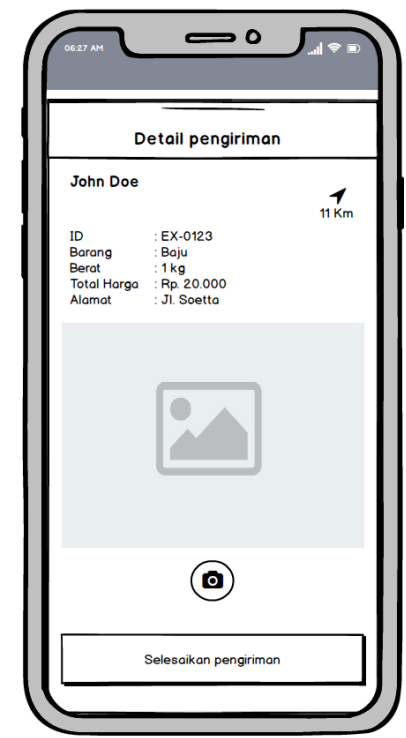 06:27 AM
Detail pengiriman
John Doe
11 Km
ID : EX-0123
Barang : Baju
Berat : 1 kg
Total Harga : Rp. 20.000
Alamat : Jl. Soetta
Selesaikan pengiriman